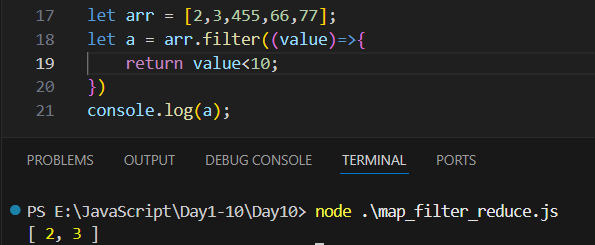 17 let arr = [2,3,455,66,77];
18 let a = arr.filter((value)=>{
19 return value<10;
20 })
21 console.log(a);
PROBLEMS OUTPUT DEBUG CONSOLE TERMINAL PORTS
PS E:\JavaScript\Day1-10\Day10> node .\map_filter_reduce.js
[ 2, 3 ]